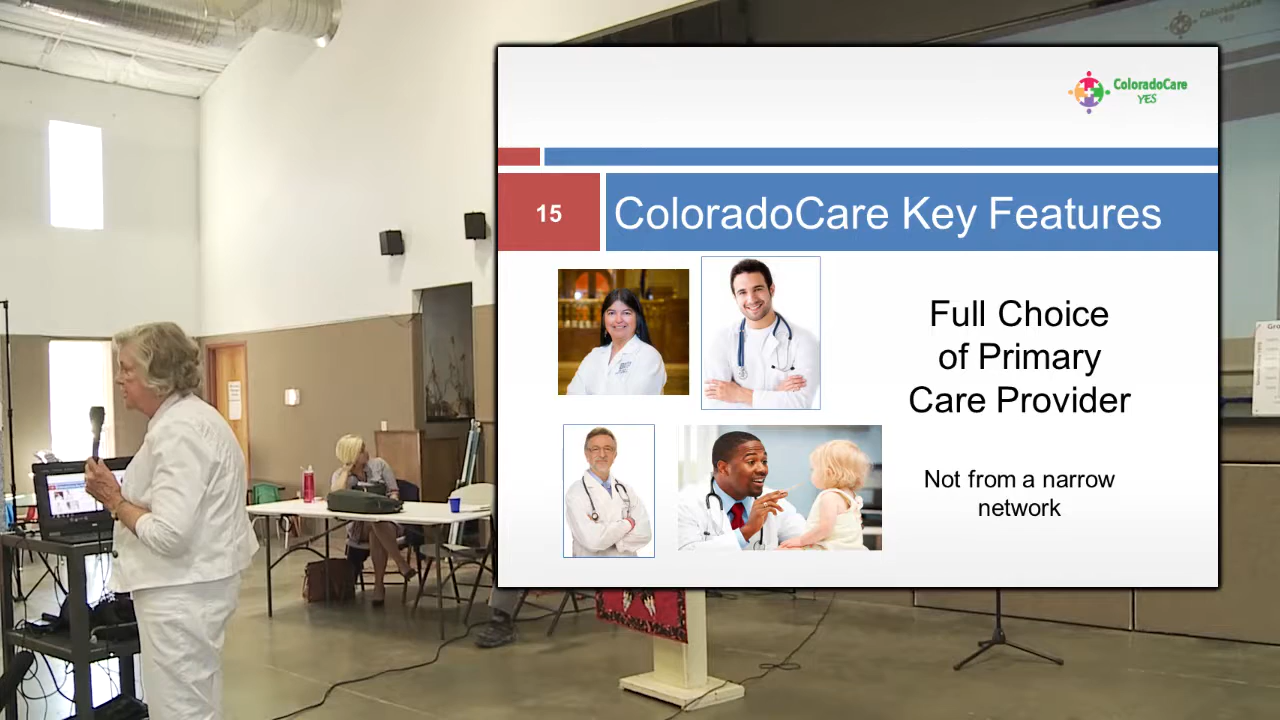 ColoradoCare
YES
15
ColoradoCare Key Features
Full Choice
of Primary
Care Provider
Not from a narrow
network